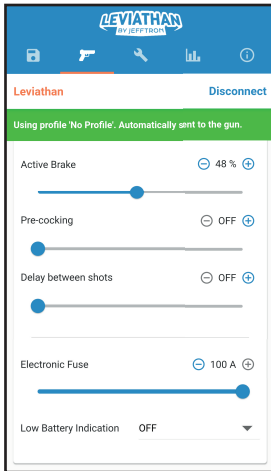 LEVIATHAN
BY JEFFTRON
Leviathan Disconnect
Using profile 'No Profile'. Automatically sent to the gun.
Active Brake 48 %
Pre-cocking OFF
Delay between shots OFF
Electronic Fuse 100 A
Low Battery Indication OFF